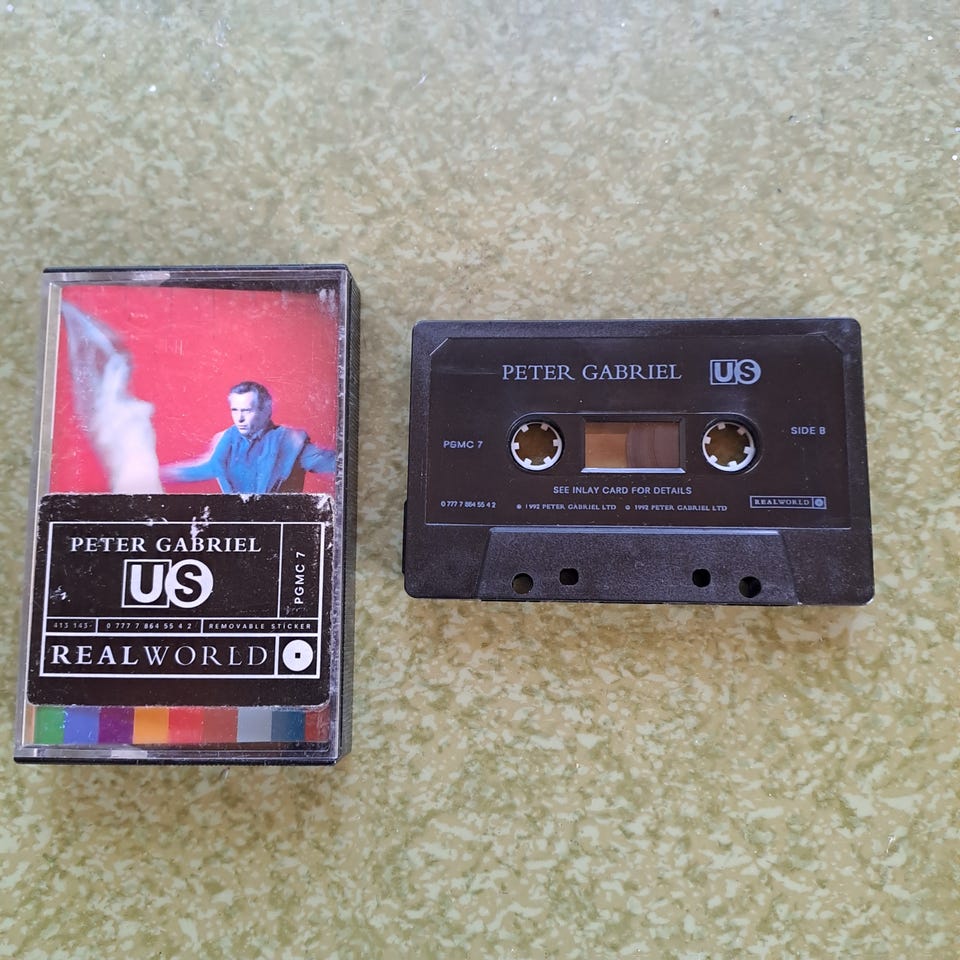 PETER GABRIEL
US
PGMC 7
413 143-
0 777 7 864 55 4 2
REMOVABLE STICKER
REALWORLD
PETER GABRIEL US
PGMC 7
SIDE B
SEE INLAY CARD FOR DETAILS
0 777 7 864 55 4 2
℗ 1992 PETER GABRIEL LTD © 1992 PETER GABRIEL LTD
REALWORLD